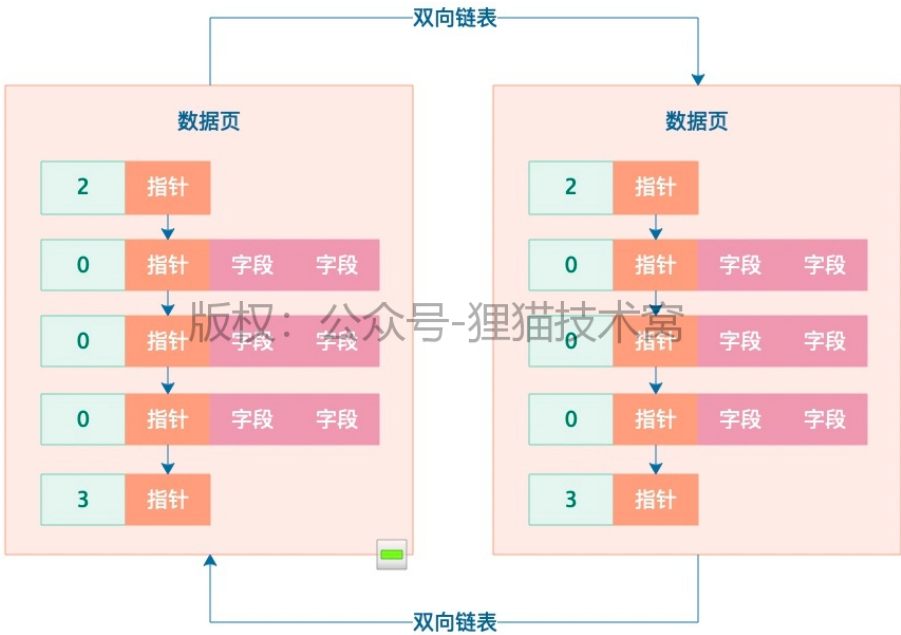 双向链表
数据页
数据页
2 指针
2 指针
0 指针 字段 字段
0 指针 字段 字段
版权：公众号-狸猫技术窝
0 指针 字段 字段
0 指针 字段 字段
0 指针 字段 字段
0 指针 字段 字段
3 指针
3 指针
双向链表